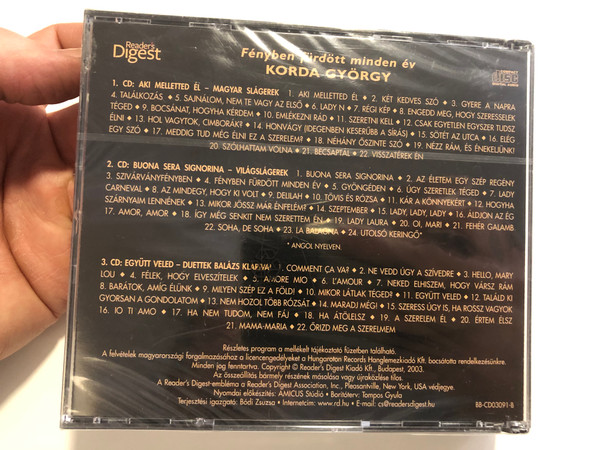 Reader's
Digest
Fényben fürdött minden év
KORDA GYÖRGY
disc
DIGITAL AUDIO
1. CD: AKI MELLETTED ÉL – MAGYAR SLÁGEREK 1. AKI MELLETTED ÉL ◆ 2. KÉT KEDVES SZÓ ◆ 3. GYERE A NAPRA
4. TALÁLKOZÁS ◆ 5. SAJNÁLOM, NEM TE VAGY AZ ELSŐ ◆ 6. LADY N ◆ 7. RÉGI KÉP ◆ 8. ENGEDD MEG, HOGY SZERESSELEK
TÉGED ◆ 9. BOCSÁNAT, HOGYHA KÉRDEM ◆ 10. EMLÉKEZNI RÁD ◆ 11. SZERETNI KELL ◆ 12. CSAK EGYETLEN EGYSZER TUDSZ
ÉLNI ◆ 13. HOL VAGYTOK, CIMBORÁK? ◆ 14. HONVÁGY (IDEGENBEN KESERŰBB A SÍRÁS) ◆ 15. SÖTÉT AZ UTCA ◆ 16. ELÉG
EGY SZÓ ◆ 17. MEDDIG TUD MÉG ÉLNI EZ A SZERELEM? ◆ 18. NÉHÁNY ŐSZINTE SZÓ ◆ 19. NÉZZ RÁM, ÉS ÉNEKELJÜNK!
20. SZÓLHATTAM VOLNA ◆ 21. BECSAPTÁL ◆ 22. VISSZATÉREK ÉN
2. CD: BUONA SERA SIGNORINA – VILÁGSLÁGEREK 1. BUONA SERA SIGNORINA ◆ 2. AZ ÉLETEM EGY SZÉP REGÉNY
3. SZIVÁRVÁNYFÉNYBEN ◆ 4. FÉNYBEN FÜRDÖTT MINDEN ÉV ◆ 5. GYÖNGÉDEN ◆ 6. ÚGY SZERETLEK TÉGED ◆ 7. LADY
CARNEVAL ◆ 8. AZ MINDEGY, HOGY KI VOLT ◆ 9. DELILAH ◆ 10. TÖVIS ÉS RÓZSA ◆ 11. KÁR A KÖNNYEKÉRT ◆ 12. HOGYHA
SZÁRNYAIM LENNÉNEK ◆ 13. MIKOR JÖSSZ MÁR ÉNFELÉM? ◆ 14. SZEPTEMBER ◆ 15. LADY, LADY, LADY ◆ 16. ÁLDJON AZ ÉG
17. AMOR, AMOR ◆ 18. ÍGY MÉG SENKIT NEM SZERETTEM ÉN ◆ 19. LADY LAURA ◆ 20. Ó, MARI ◆ 21. FEHÉR GALAMB
22. SOHA, DE SOHA ◆ 23. LA BALAGNA ◆ 24. UTOLSÓ KERINGŐ*
* ANGOL NYELVEN
3. CD: EGYÜTT VELED – DUETTEK BALÁZS KLÁRIVAL 1. COMMENT ÇA VA? ◆ 2. NE VEDD ÚGY A SZÍVEDRE ◆ 3. HELLO, MARY
LOU ◆ 4. FÉLEK, HOGY ELVESZÍTELEK ◆ 5. AMORE MIO ◆ 6. L'AMOUR ◆ 7. NEKED ELHISZEM, HOGY VÁRSZ RÁM
8. BARÁTOK, AMÍG ÉLÜNK ◆ 9. MILYEN SZÉP EZ A FÖLD! ◆ 10. MIKOR LÁTLAK TÉGED? ◆ 11. EGYÜTT VELED ◆ 12. TALÁLD KI
GYORSAN A GONDOLATOM ◆ 13. NEM HOZOL TÖBB RÓZSÁT ◆ 14. MARADJ MÉG! ◆ 15. SZERESS ÚGY IS, HA ROSSZ VAGYOK
16. IO TI AMO ◆ 17. HA NEM TUDOM, NEM FÁJ ◆ 18. HA ÁTÖLELSZ ◆ 19. A SZERELEM ÉL ◆ 20. ÉRTEM ÉLSZ
21. MAMA-MARIA ◆ 22. ŐRIZD MEG A SZERELMEM
Részletes program a mellékelt tájékoztató füzetben található.
A felvételek magyarországi forgalmazásához a licencengedélyeket a Hungaroton Records Hanglemezkiadó Kft. bocsátotta rendelkezésünkre.
Minden jog fenntartva. Copyright © Reader's Digest Kiadó Kft., Budapest, 2003.
Az összeállítás bármely részének másolása vagy újraközlése tilos.
A Reader's Digest-embléma a Reader's Digest Association, Inc., Pleasantville, New York, USA védjegye.
Nyomdai előkészítés: AMICUS Stúdió ◆ Borítóterv: Tampos Gyula
Terjesztési igazgató: Bódi Zsuzsa ◆ Internetcím: www.rd.hu ◆ E-mail: cs@readersdigest.hu
BB-CD03091-B